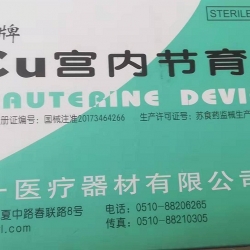 牌
STERILE
Cu宫内节育
AUTERINE DEVI
册证编号:国械注准20173464266 生产许可证号:苏食药监械生产许
医疗器材有限公司
夏中路春联路8号 电话:0510-88206265
l.com 传真:0510-88210305